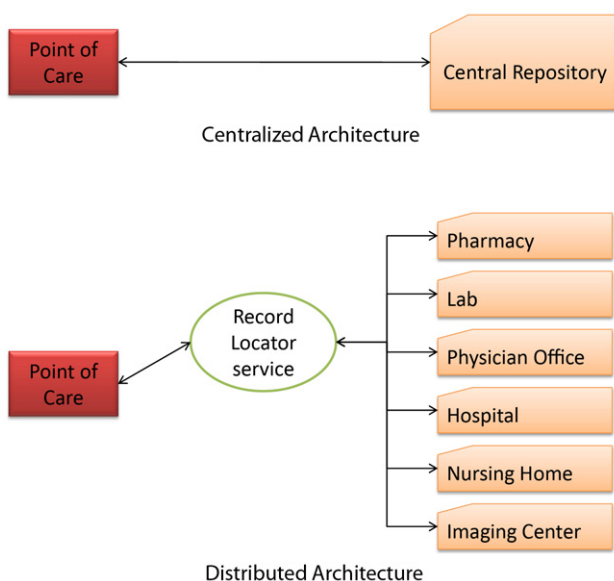 Point of
Care
Central Repository
Centralized Architecture
Pharmacy
Lab
Record
Locator
service
Point of
Care
Physician Office
Hospital
Nursing Home
Imaging Center
Distributed Architecture